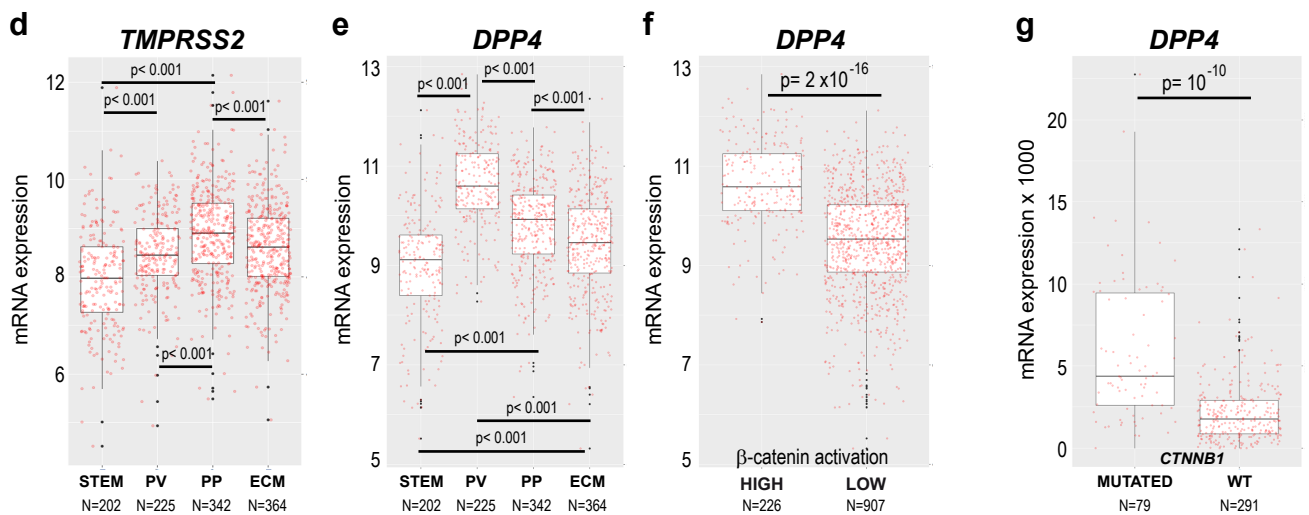 d
TMPRSS2
p< 0.001
p< 0.001
p< 0.001
p< 0.001
mRNA expression
12
10
8
6
STEM PV PP ECM
N=202 N=225 N=342 N=364
e
DPP4
p< 0.001
p< 0.001
p< 0.001
p< 0.001
p< 0.001
p< 0.001
mRNA expression
13
11
9
7
5
STEM PV PP ECM
N=202 N=225 N=342 N=364
f
DPP4
p= 2 x10⁻¹⁶
mRNA expression
13
11
9
7
5
β-catenin activation
HIGH LOW
N=226 N=907
g
DPP4
p= 10⁻¹⁰
mRNA expression x 1000
20
15
10
5
0
CTNNB1
MUTATED WT
N=79 N=291